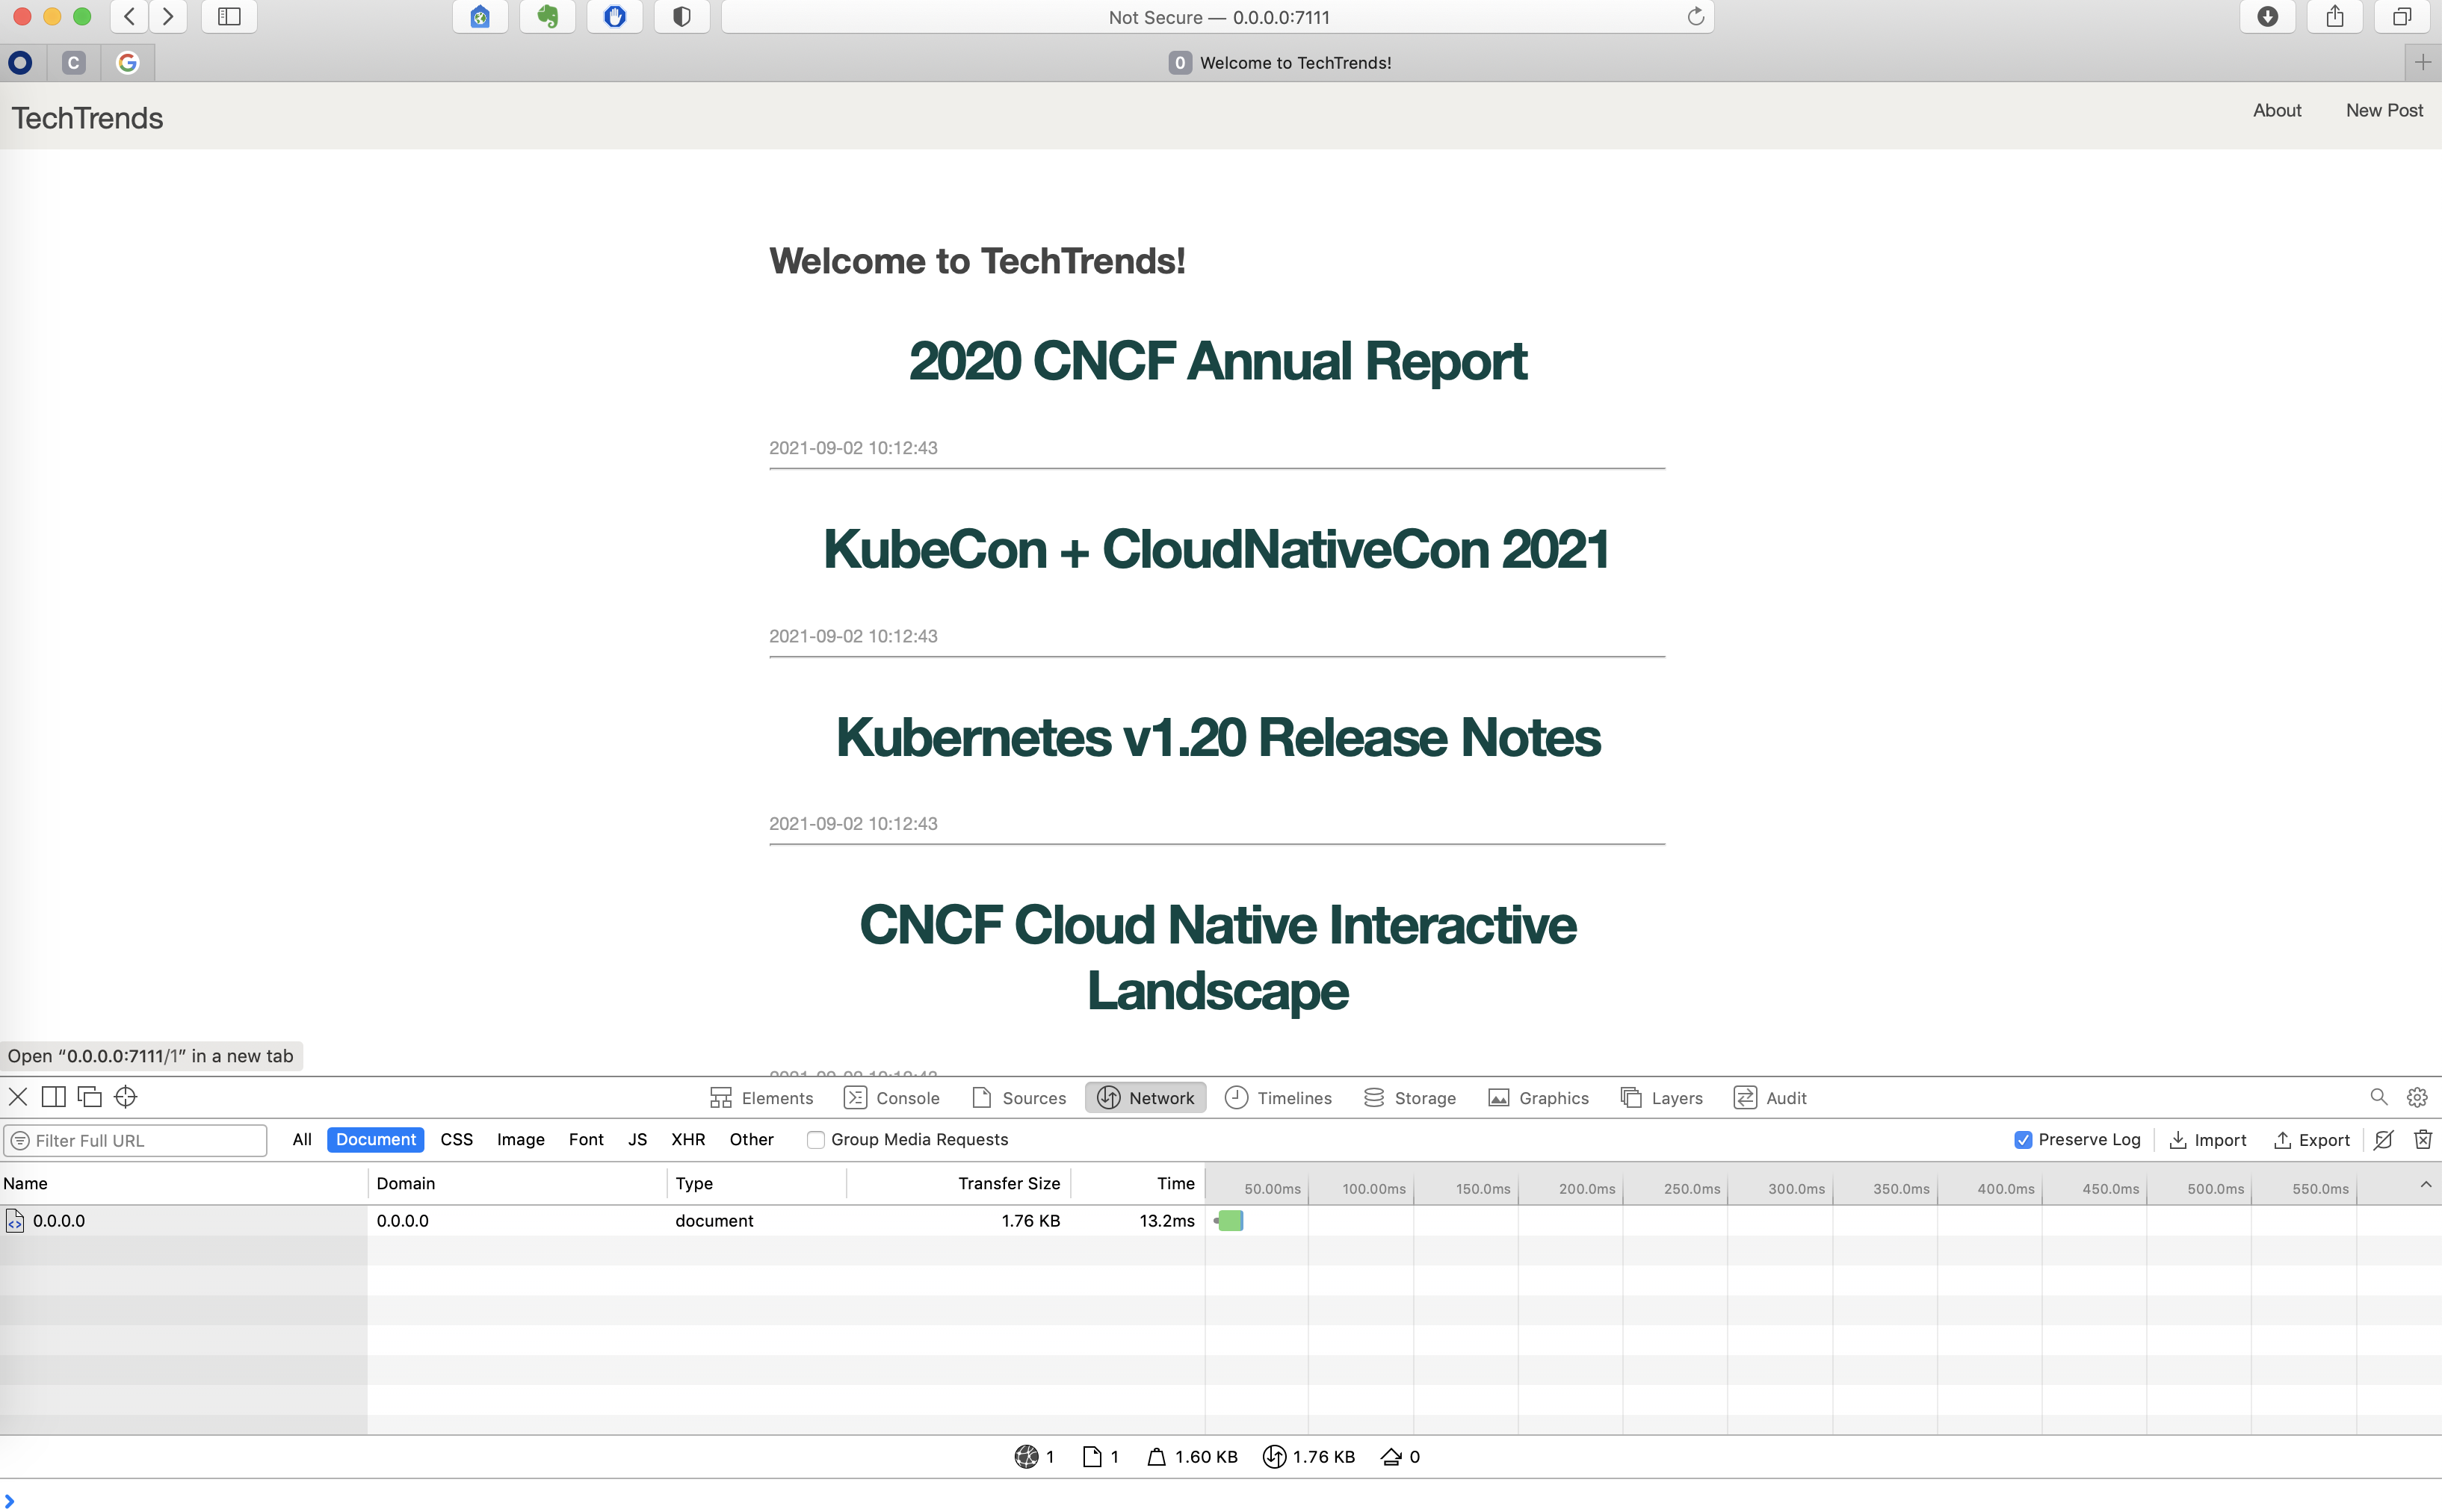 Not Secure — 0.0.0.0:7111
C
0 Welcome to TechTrends!
TechTrends
About New Post
Welcome to TechTrends!
2020 CNCF Annual Report
2021-09-02 10:12:43
KubeCon + CloudNativeCon 2021
2021-09-02 10:12:43
Kubernetes v1.20 Release Notes
2021-09-02 10:12:43
CNCF Cloud Native Interactive
Landscape
2021-09-02 10:12:43
Open “0.0.0.0:7111/1” in a new tab
Elements Console Sources Network Timelines Storage Graphics Layers Audit
Filter Full URL All Document CSS Image Font JS XHR Other Group Media Requests Preserve Log Import Export
Name Domain Type Transfer Size Time 50.00ms 100.00ms 150.0ms 200.0ms 250.0ms 300.0ms 350.0ms 400.0ms 450.0ms 500.0ms 550.0ms
0.0.0.0 0.0.0.0 document 1.76 KB 13.2ms
1 1 1.60 KB 1.76 KB 0